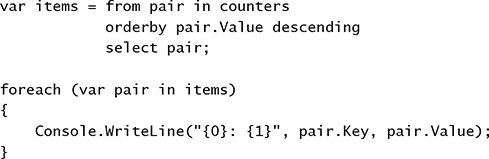 var items = from pair in counters
            orderby pair.Value descending
            select pair;

foreach (var pair in items)
{
    Console.WriteLine("{0}: {1}", pair.Key, pair.Value);
}